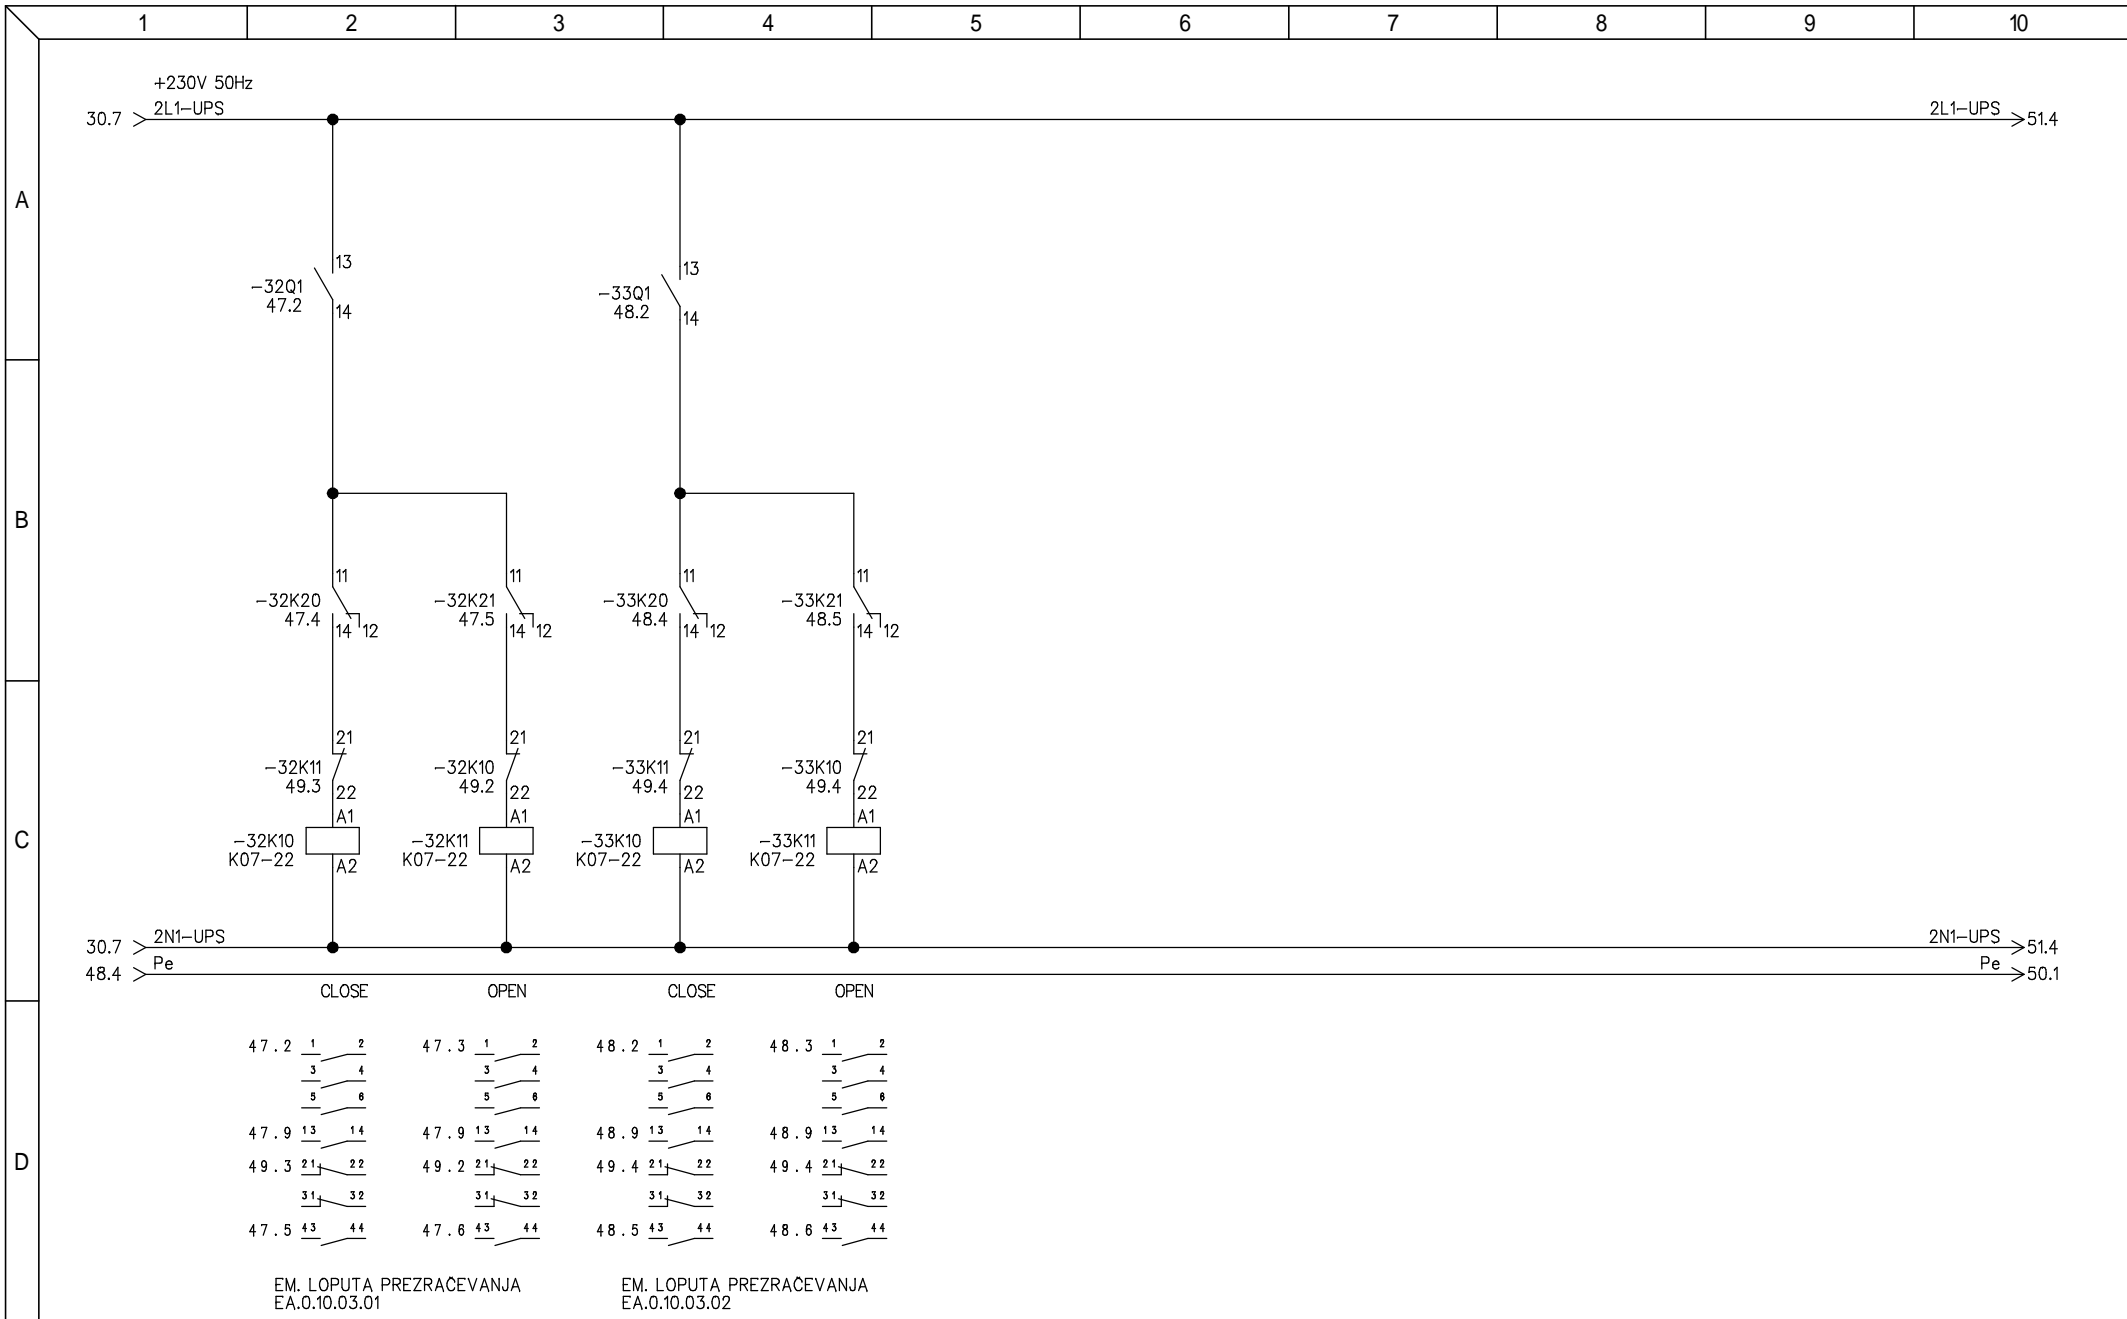 1 2 3 4 5 6 7 8 9 10
+230V 50Hz
30.7 2L1-UPS 2L1-UPS 51.4
A
13 13
-32Q1 -33Q1
47.2 48.2
14 14
B
11 11 11 11
-32K20 -32K21 -33K20 -33K21
47.4 47.5 48.4 48.5
14 12 14 12 14 12 14 12
21 21 21 21
-32K11 -32K10 -33K11 -33K10
49.3 49.2 49.4 49.4
22 22 22 22
A1 A1 A1 A1
C
-32K10 -32K11 -33K10 -33K11
K07-22 K07-22 K07-22 K07-22
A2 A2 A2 A2
30.7 2N1-UPS 2N1-UPS 51.4
48.4 Pe Pe 50.1
CLOSE OPEN CLOSE OPEN
47.2 1 2 47.3 1 2 48.2 1 2 48.3 1 2
3 4 3 4 3 4 3 4
5 6 5 6 5 6 5 6
47.9 13 14 47.9 13 14 48.9 13 14 48.9 13 14
D
49.3 21 22 49.2 21 22 49.4 21 22 49.4 21 22
31 32 31 32 31 32 31 32
47.5 43 44 47.6 43 44 48.5 43 44 48.6 43 44
EM. LOPUTA PREZRAČEVANJA EM. LOPUTA PREZRAČEVANJA
EA.0.10.03.01 EA.0.10.03.02